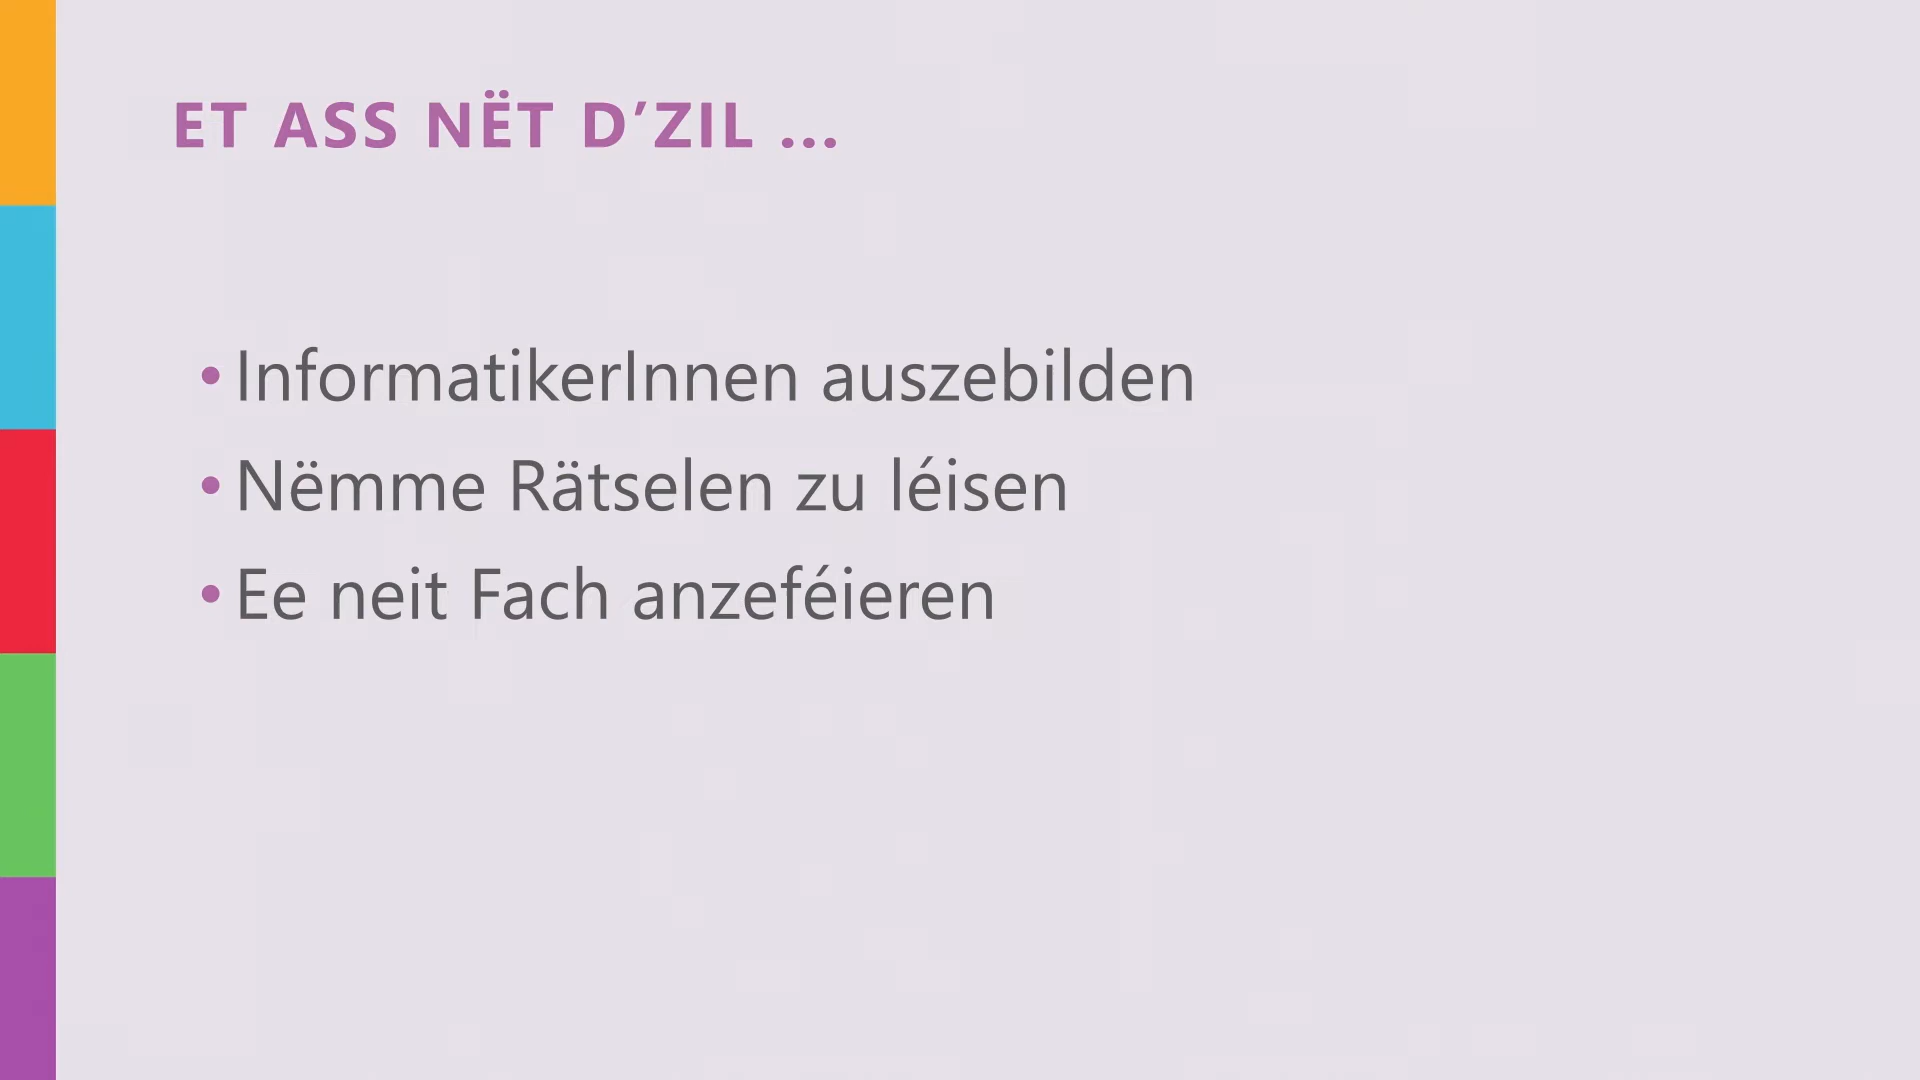 ET ASS NËT D’ZIL ...
• InformatikerInnen auszebilden
• Nëmme Rätselen zu léisen
• Ee neit Fach anzeféieren